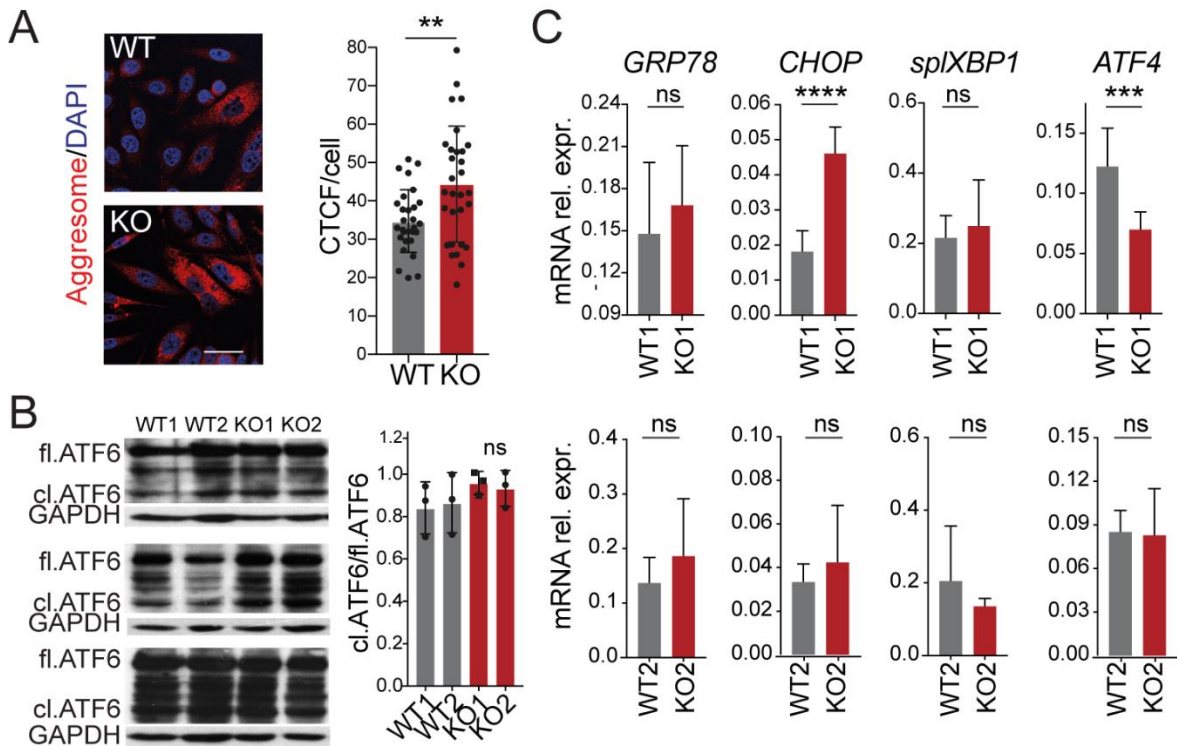 A
WT
KO
Aggresome/DAPI
**
CTCF/cell
80
70
60
50
40
30
20
10
0
WT KO
B
WT1 WT2 KO1 KO2
fl.ATF6
cl.ATF6
GAPDH
fl.ATF6
cl.ATF6
GAPDH
fl.ATF6
cl.ATF6
GAPDH
cl.ATF6/fl.ATF6
1.2
1.0
0.8
0.6
0.4
0.2
0.0
ns
WT1 WT2 KO1 KO2
C
GRP78 CHOP splXBP1 ATF4
mRNA rel. expr.
ns
0.24
0.21
0.18
0.15
0.12
0.09
WT1 KO1
****
0.06
0.05
0.04
0.03
0.02
0.01
0.00
WT1 KO1
ns
0.6
0.4
0.2
0.0
WT1 KO1
***
0.15
0.10
0.05
0.00
WT1 KO1
mRNA rel. expr.
ns
0.4
0.3
0.2
0.1
0.0
WT2 KO2
ns
0.10
0.08
0.06
0.04
0.02
0.00
WT2 KO2
ns
0.6
0.4
0.2
0.0
WT2 KO2
ns
0.15
0.12
0.09
0.06
0.03
0.00
WT2 KO2